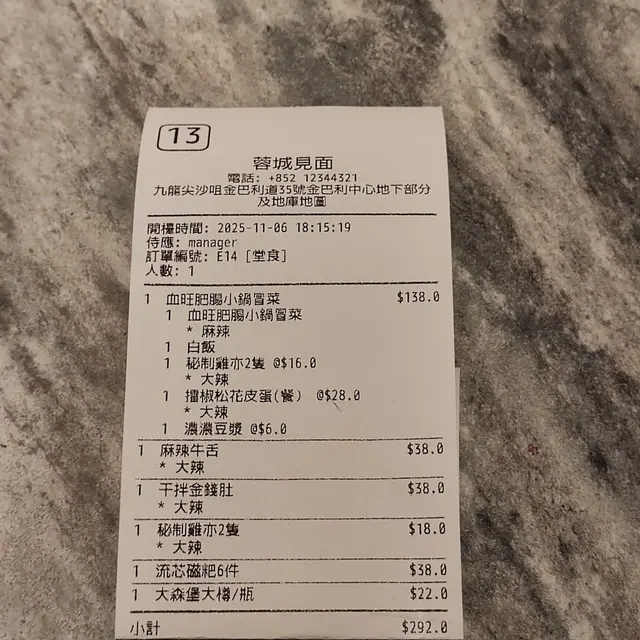 13
蓉城見面
電話: +852 12344321
九龍尖沙咀金巴利道35號金巴利中心地下部分
及地庫地圖
開檯時間: 2025-11-06 18:15:19
侍應: manager
訂單編號: E14 [堂食]
人數: 1
1 血旺肥腸小鍋冒菜 $138.0
1 血旺肥腸小鍋冒菜
* 麻辣
1 白飯
1 秘制雞亦2隻 @$16.0
* 大辣
1 擂椒松花皮蛋(餐) @$28.0
* 大辣
1 濃濃豆漿 @$6.0
1 麻辣牛舌 $38.0
* 大辣
1 干拌金錢肚 $38.0
* 大辣
1 秘制雞亦2隻 $18.0
* 大辣
1 流芯磁粑6件 $38.0
1 大森堡大樽/瓶 $22.0
小計 $292.0